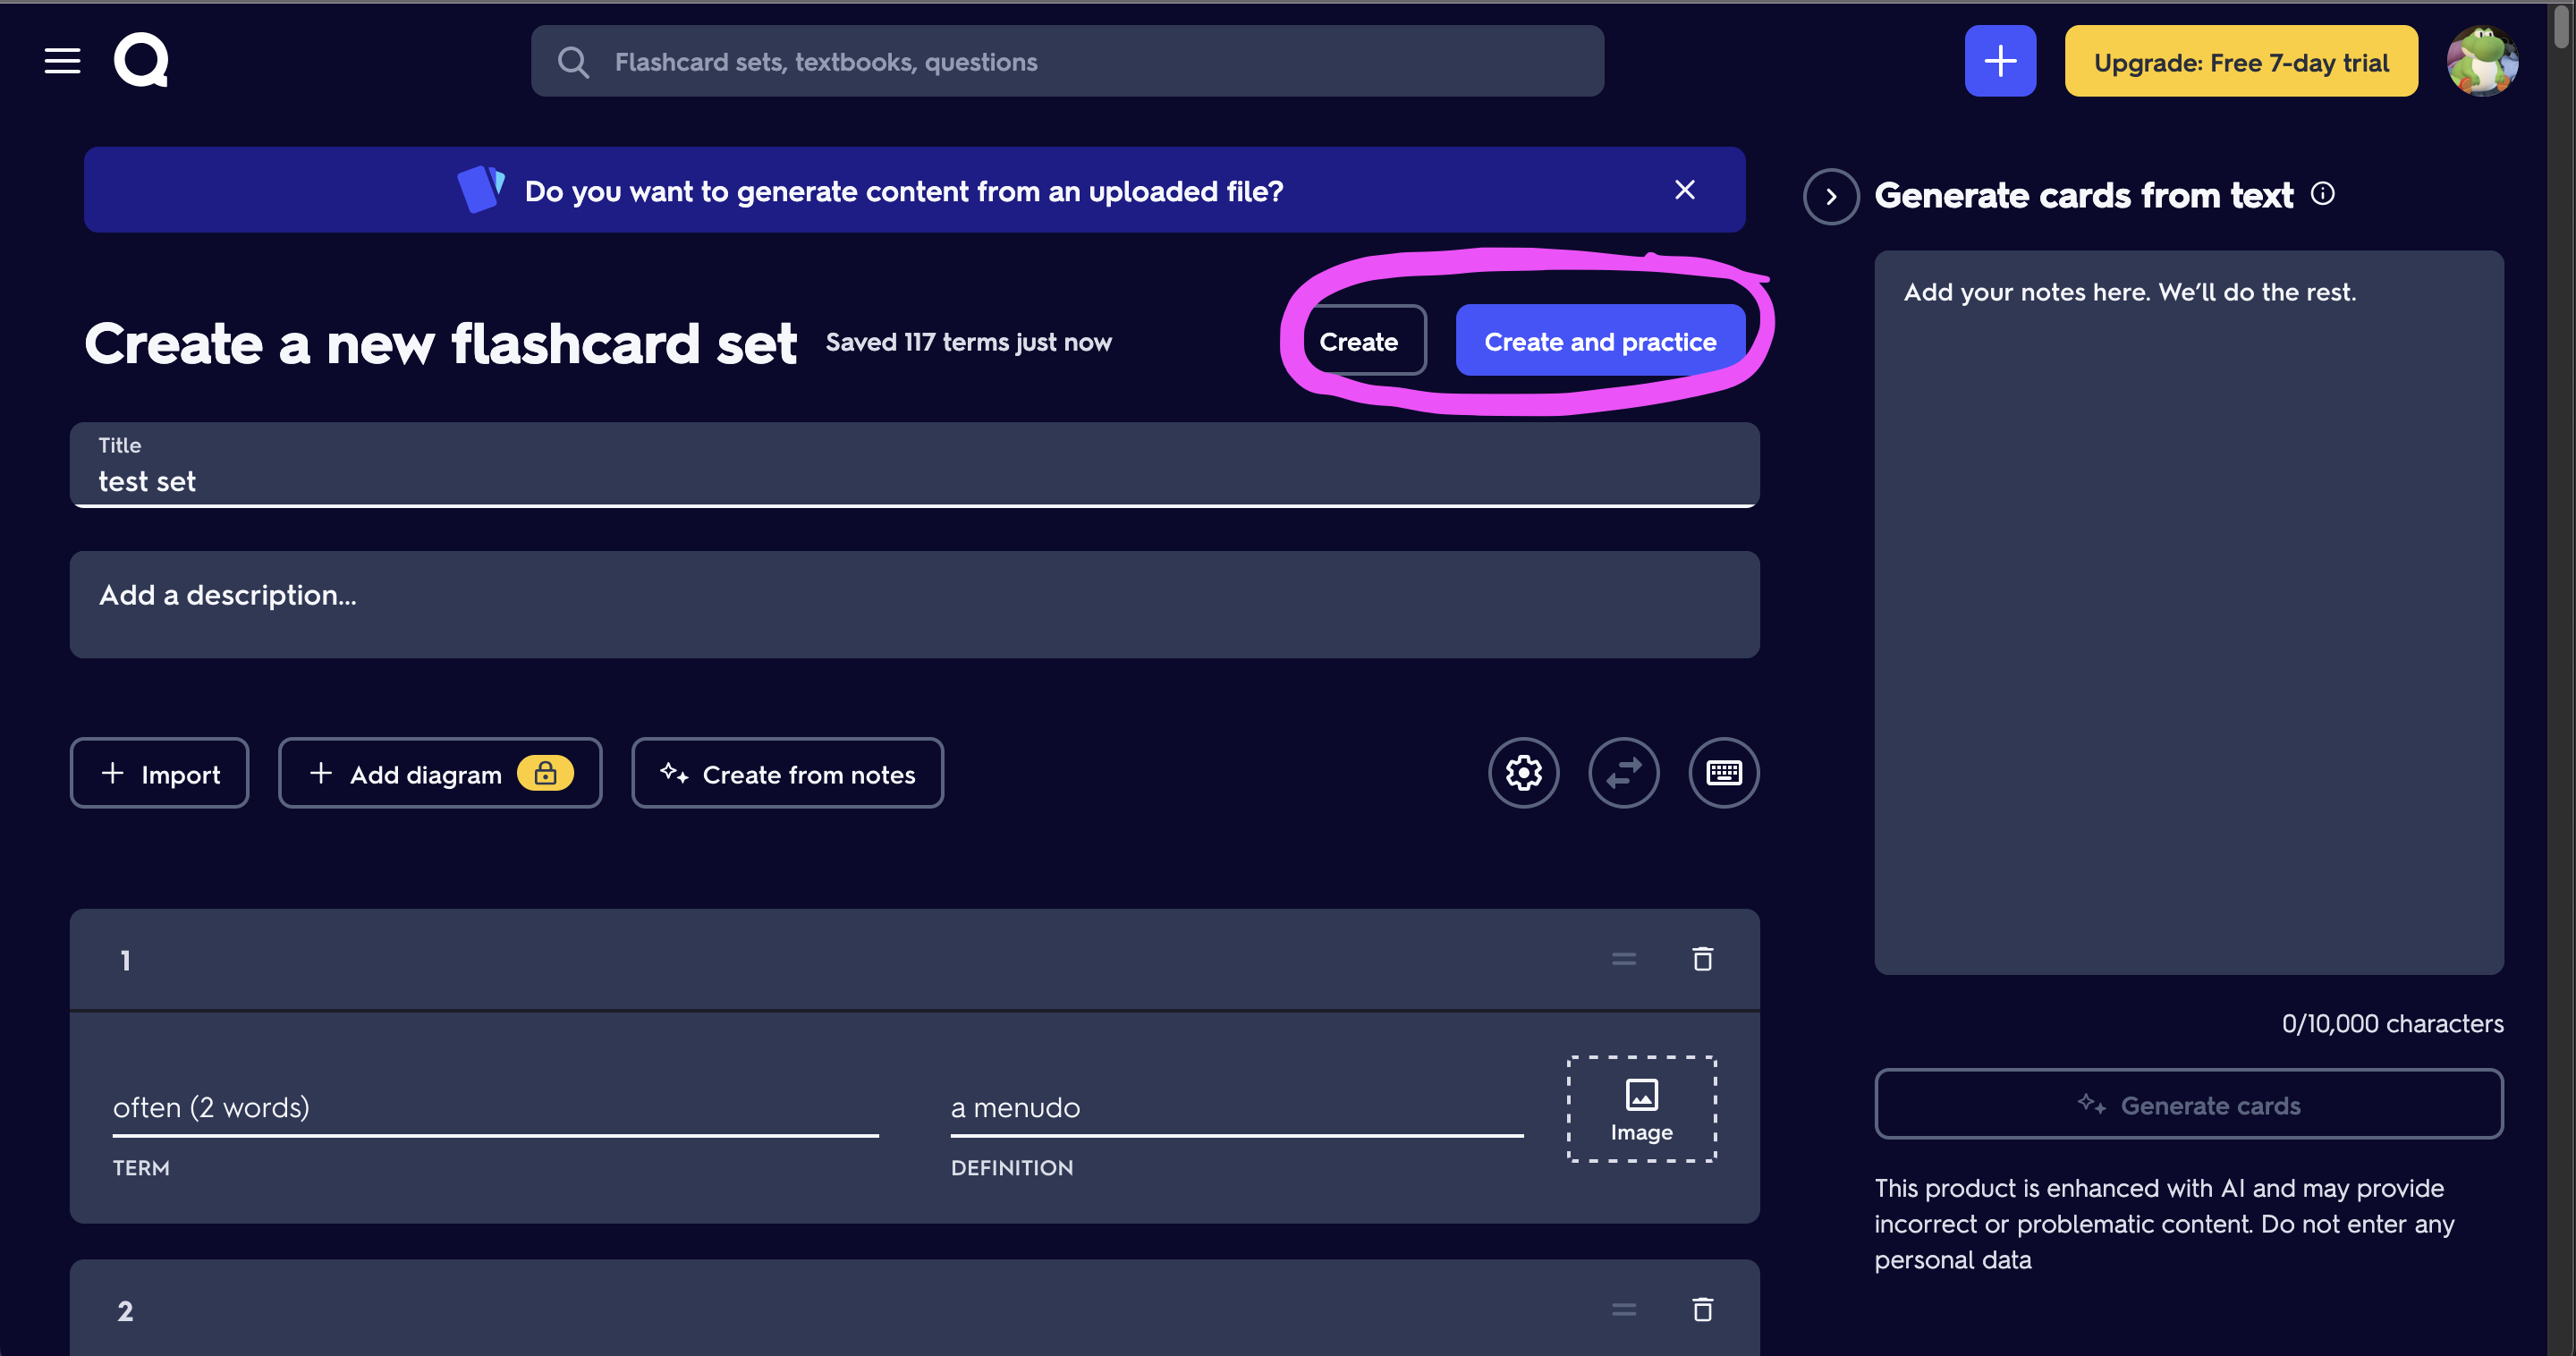 Flashcard sets, textbooks, questions
Upgrade: Free 7-day trial
Do you want to generate content from an uploaded file?
Generate cards from text
Add your notes here. We'll do the rest.
Create a new flashcard set
Saved 117 terms just now
Create
Create and practice
Title
test set
Add a description...
Import
Add diagram
Create from notes
1
often (2 words)
TERM
a menudo
DEFINITION
Image
2
0/10,000 characters
Generate cards
This product is enhanced with AI and may provide
incorrect or problematic content. Do not enter any
personal data